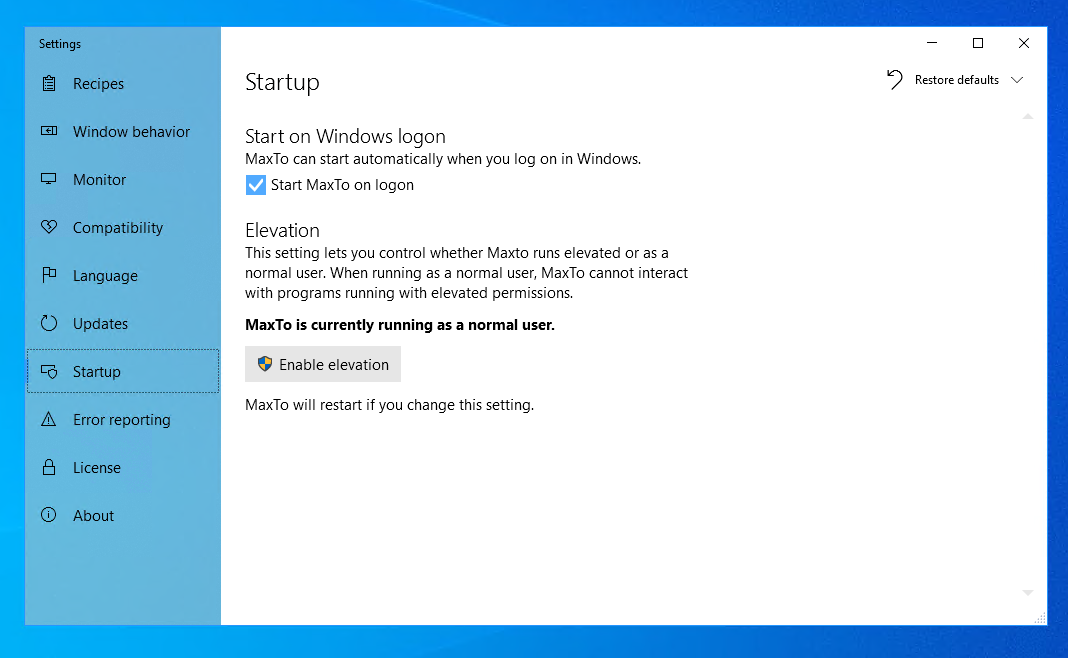 Settings
Recipes
Window behavior
Monitor
Compatibility
Language
Updates
Startup
Error reporting
License
About
Startup
Restore defaults
Start on Windows logon
MaxTo can start automatically when you log on in Windows.
Start MaxTo on logon
Elevation
This setting lets you control whether Maxto runs elevated or as a
normal user. When running as a normal user, MaxTo cannot interact
with programs running with elevated permissions.
MaxTo is currently running as a normal user.
Enable elevation
MaxTo will restart if you change this setting.